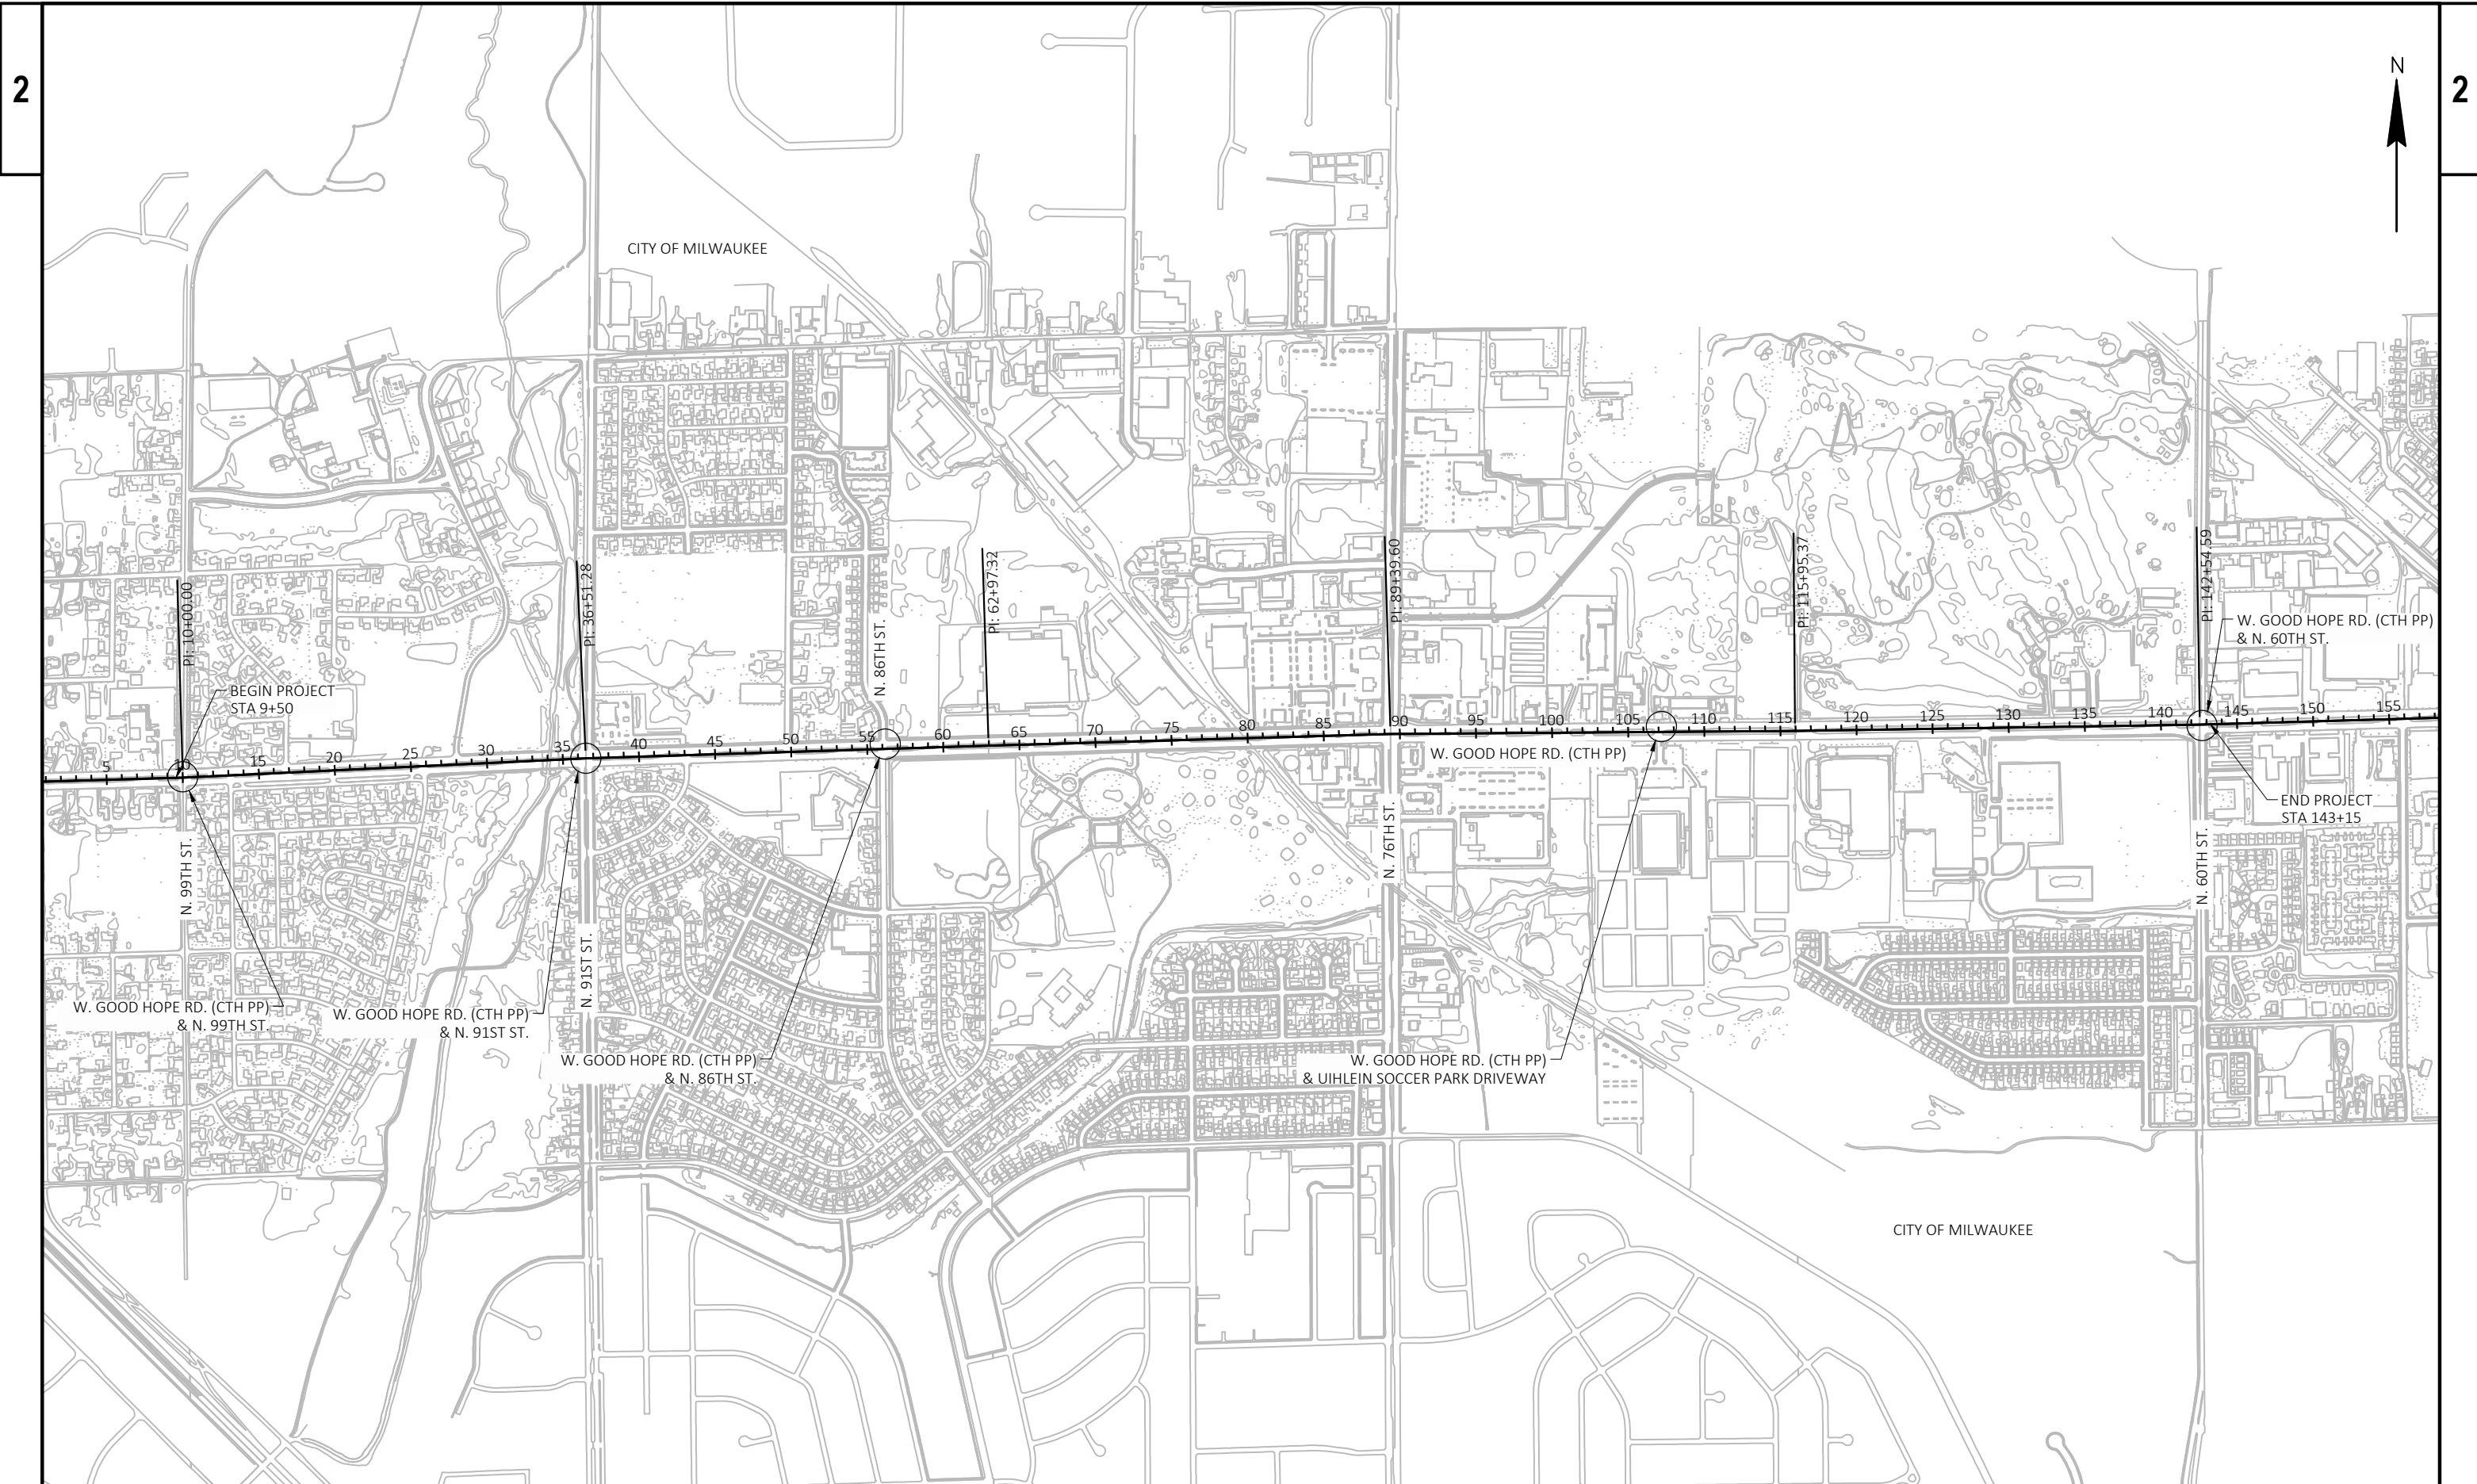 2
2
N
CITY OF MILWAUKEE
PI: 10+00.00
PI: 36+51.28
PI: 62+97.32
PI: 89+39.60
PI: 115+95.37
PI: 142+54.59
N. 86TH ST.
W. GOOD HOPE RD. (CTH PP)
& N. 60TH ST.
BEGIN PROJECT
STA 9+50
5
10
15
20
25
30
35
40
45
50
55
60
65
70
75
80
85
90
95
100
105
110
115
120
125
130
135
140
145
150
155
W. GOOD HOPE RD. (CTH PP)
END PROJECT
STA 143+15
N. 99TH ST.
N. 91ST ST.
N. 76TH ST.
N. 60TH ST.
W. GOOD HOPE RD. (CTH PP)
& N. 99TH ST.
W. GOOD HOPE RD. (CTH PP)
& N. 91ST ST.
W. GOOD HOPE RD. (CTH PP)
& N. 86TH ST.
W. GOOD HOPE RD. (CTH PP)
& UIHLEIN SOCCER PARK DRIVEWAY
CITY OF MILWAUKEE